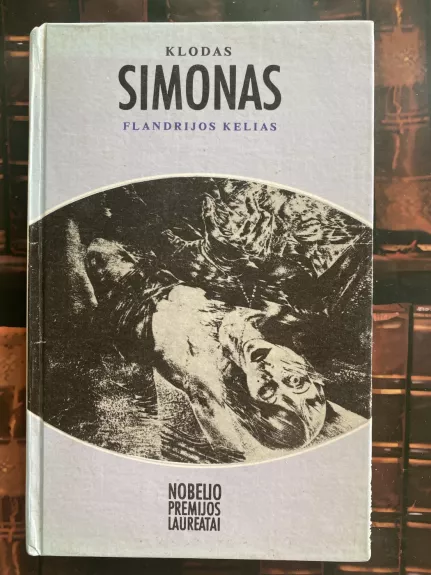 KLODAS
SIMONAS
FLANDRIJOS KELIAS
NOBELIO
PREMIJOS
LAUREATAI